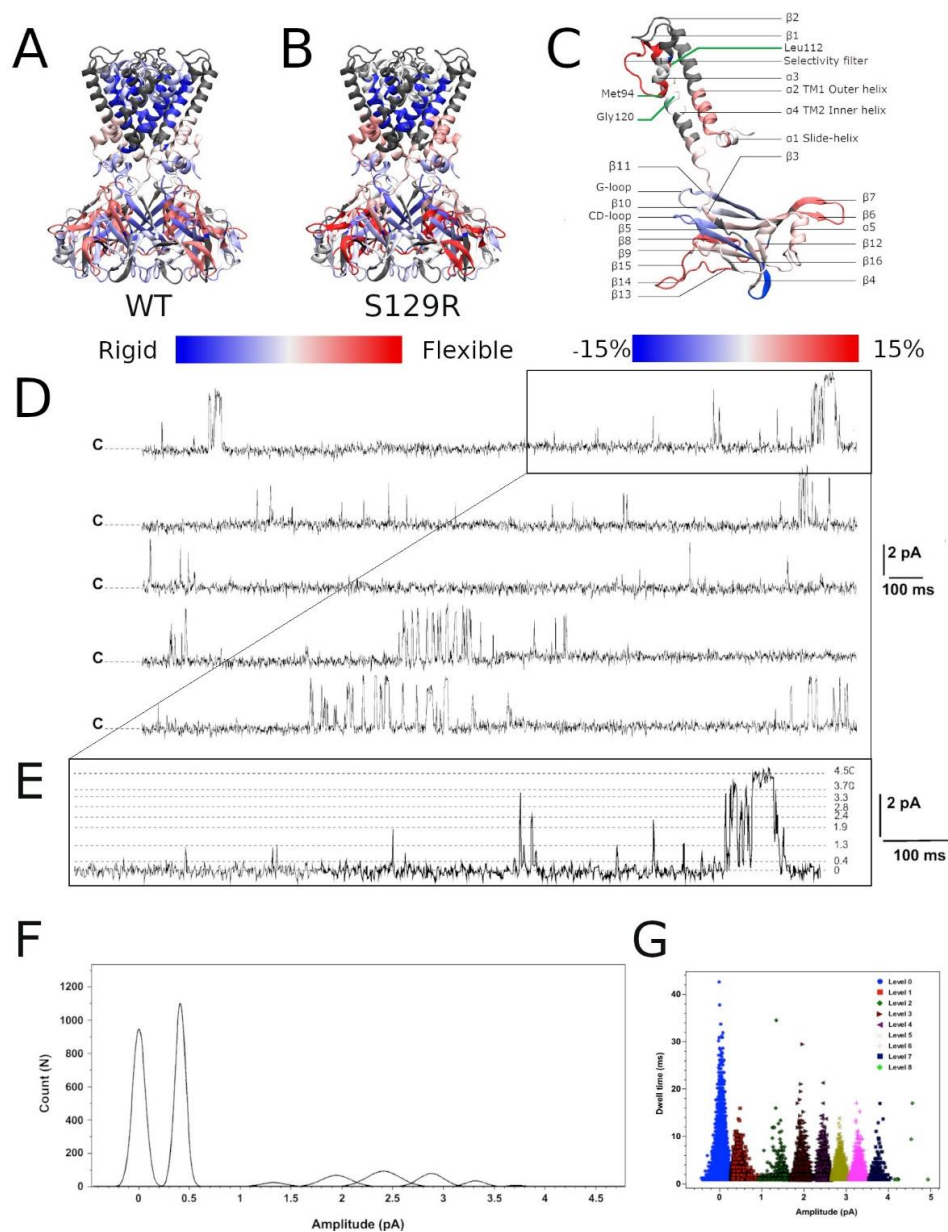 A
B
C
β2
β1
Leu112
Selectivity filter
α3
Met94
α2 TM1 Outer helix
Gly120
α4 TM2 Inner helix
α1 Slide-helix
β11
β3
G-loop
β10
CD-loop
β5
β8
β9
β15
β14
β13
β7
β6
α5
β12
β16
β4
WT
S129R
Rigid
Flexible
-15%
15%
D
C
C
C
C
C
2 pA
100 ms
E
3.3
2.8
2.4
1.9
1.3
0.4
0
2 pA
100 ms
F
1200
1000
800
600
400
200
0
Count (N)
0 0.5 1 1.5 2 2.5 3 3.5 4 4.5
Amplitude (pA)
G
40
30
20
10
0
Dwell time (ms)
Level 0
Level 1
Level 2
Level 3
Level 4
Level 5
Level 6
Level 7
Level 8
0 1 2 3 4 5
Amplitude (pA)